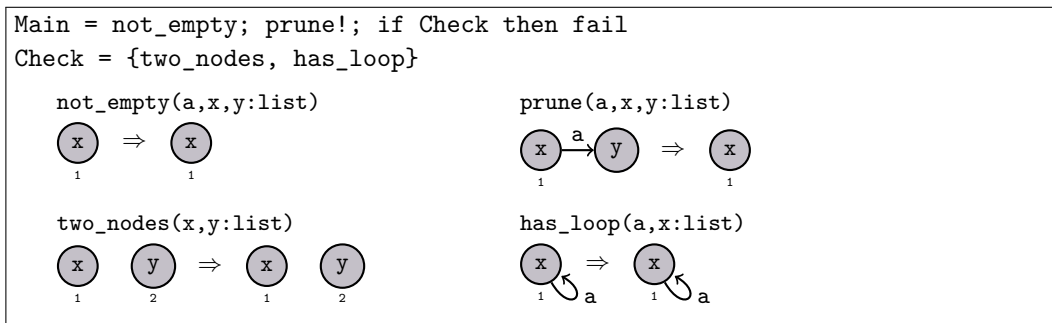 Main = not_empty; prune!; if Check then fail
Check = {two_nodes, has_loop}
not_empty(a,x,y:list) prune(a,x,y:list)
x ⇒ x x a y ⇒ x
1 1 1 1
two_nodes(x,y:list) has_loop(a,x:list)
x y ⇒ x y x ⇒ x
1 2 1 2 1 a 1 a